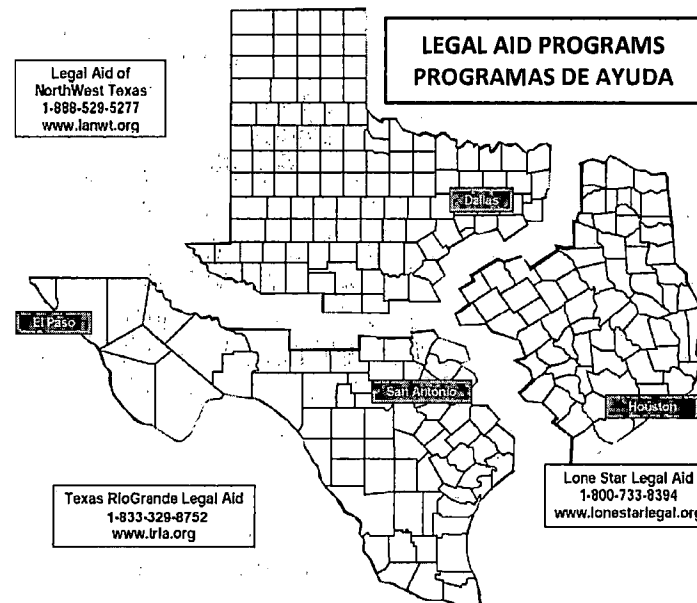 LEGAL AID PROGRAMS
PROGRAMAS DE AYUDA
Legal Aid of
NorthWest Texas
1-888-529-5277
www.lanwt.org
Dallas
El Paso
San Antonio
Houston
Texas RioGrande Legal Aid
1-833-329-8752
www.trla.org
Lone Star Legal Aid
1-800-733-8394
www.lonestarlegal.org